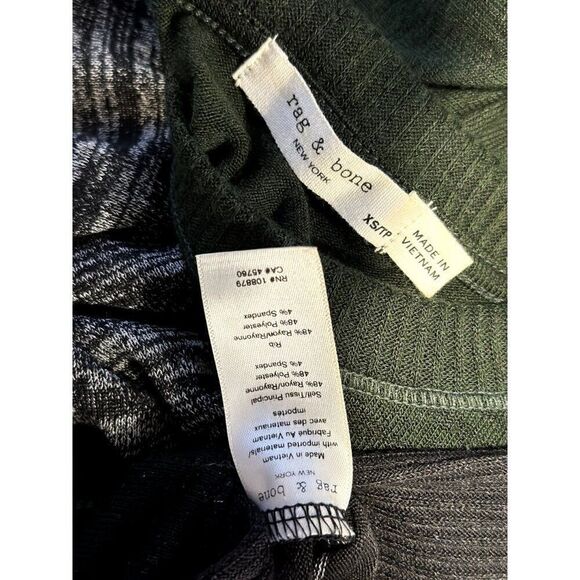 rag & bone
NEW YORK
XS/TP
MADE IN
VIETNAM
rag & bone
NEW YORK
Made in Vietnam
with imported materials/
Fabriqué Au Vietnam
avec des matériaux
importés
Self/Tissu Principal
48% Rayon/Rayonne
48% Polyester
4% Spandex
Rib
48% Rayon/Rayonne
48% Polyester
4% Spandex
CA# 45760
RN# 108879